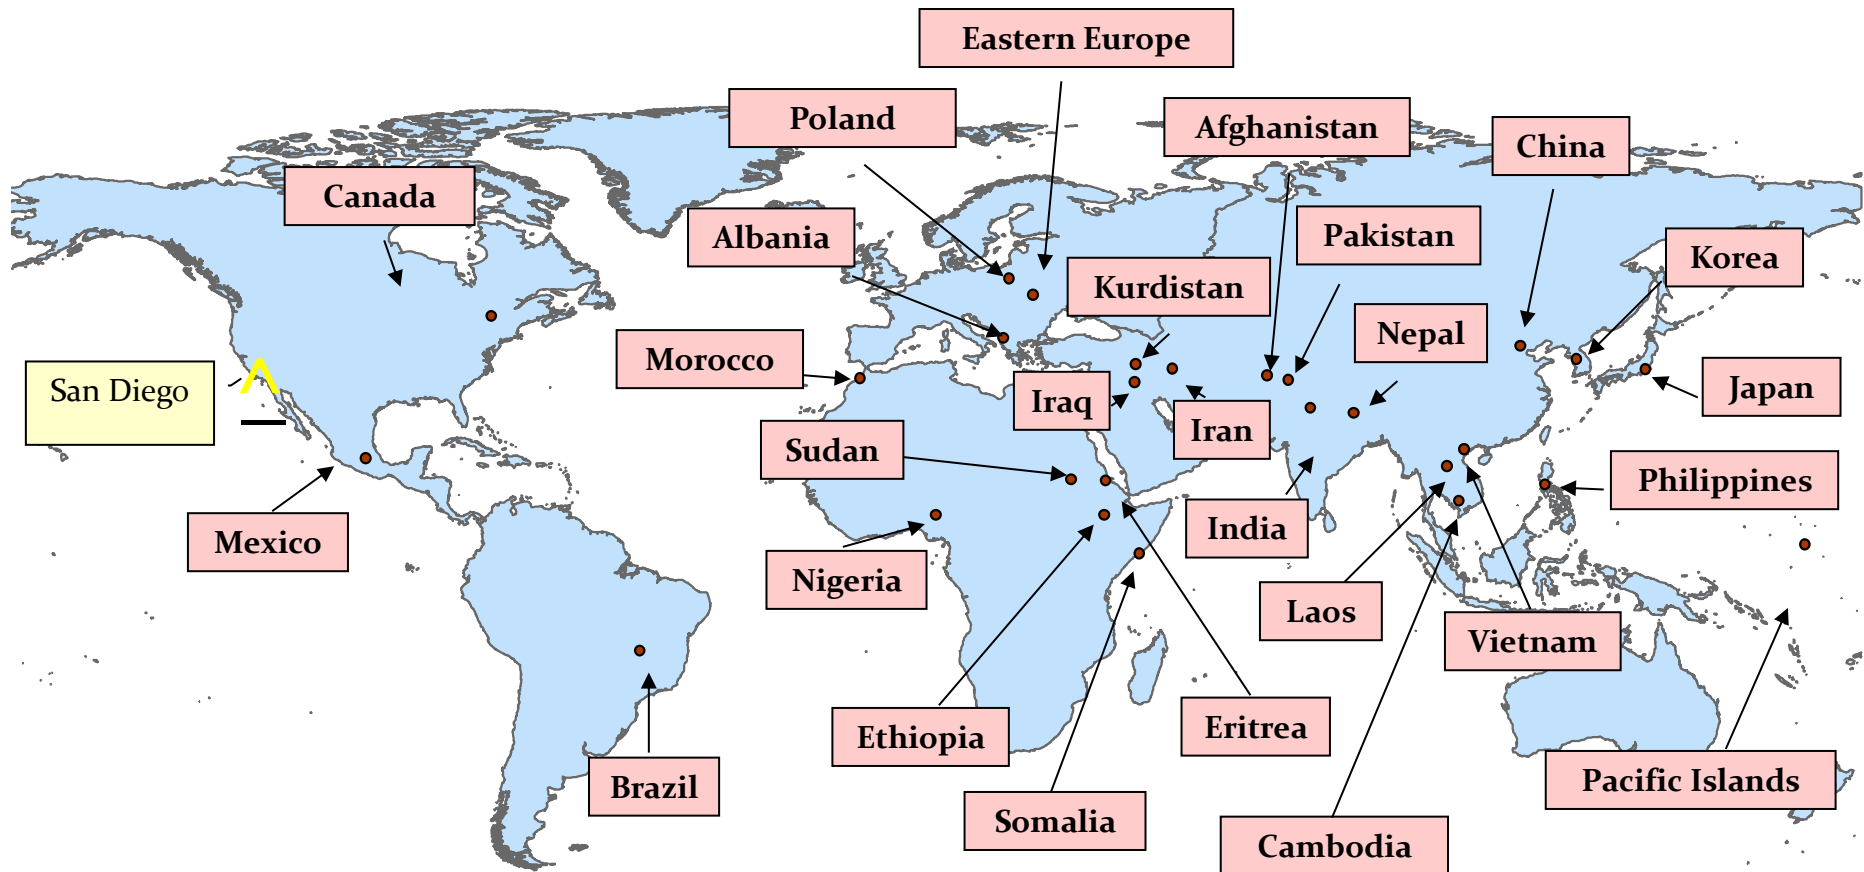 Eastern Europe
Poland
Afghanistan
China
Canada
Albania
Pakistan
Korea
Kurdistan
Nepal
Morocco
San Diego
Iraq
Japan
Iran
Sudan
Philippines
India
Mexico
Nigeria
Laos
Vietnam
Eritrea
Ethiopia
Pacific Islands
Brazil
Somalia
Cambodia